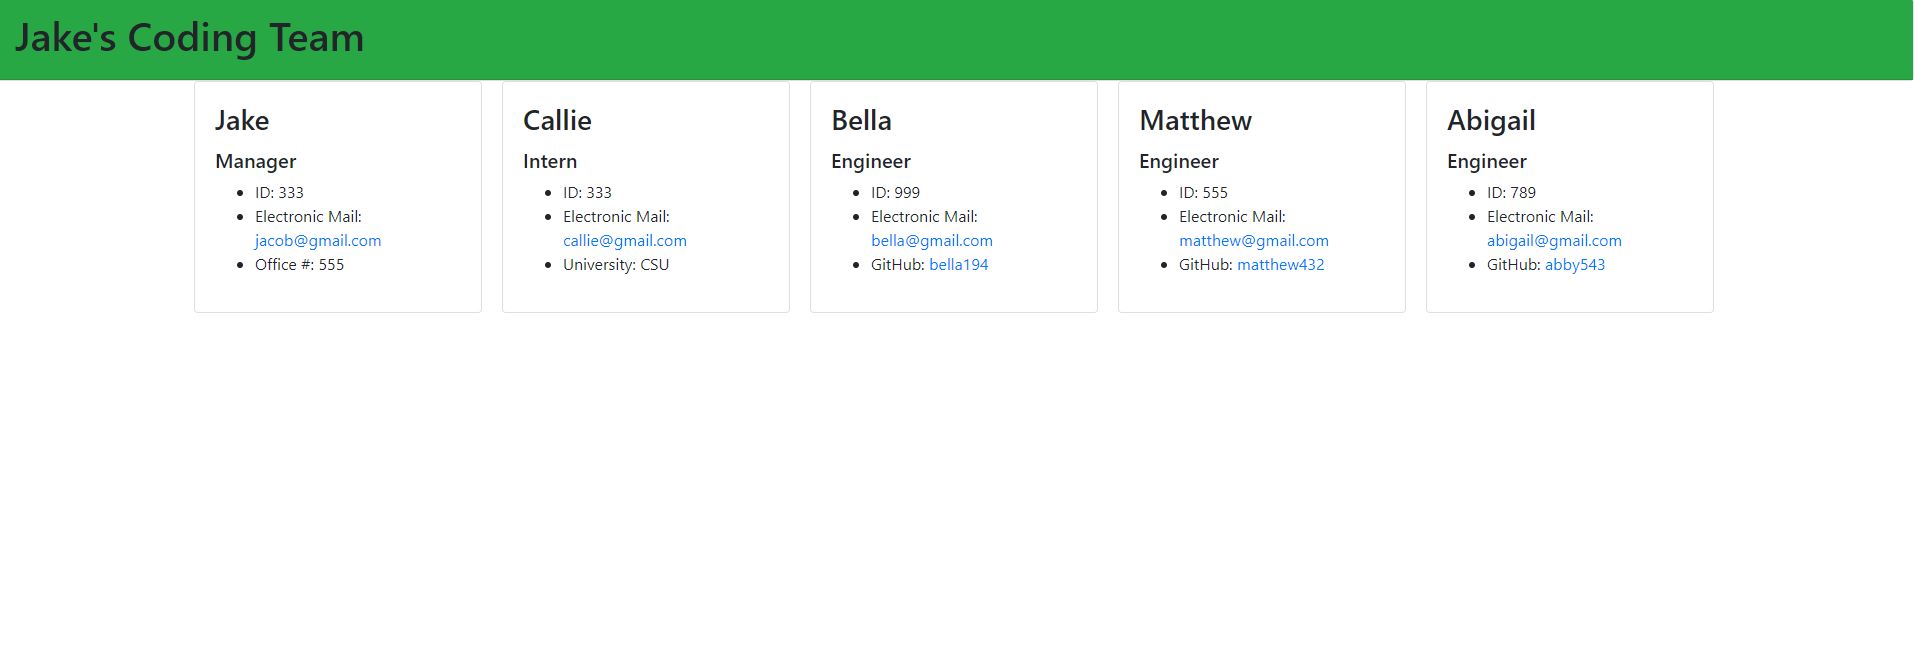 Jake's Coding Team
Jake
Manager
ID: 333
Electronic Mail:
jacob@gmail.com
Office #: 555
Callie
Intern
ID: 333
Electronic Mail:
callie@gmail.com
University: CSU
Bella
Engineer
ID: 999
Electronic Mail:
bella@gmail.com
GitHub: bella194
Matthew
Engineer
ID: 555
Electronic Mail:
matthew@gmail.com
GitHub: matthew432
Abigail
Engineer
ID: 789
Electronic Mail:
abigail@gmail.com
GitHub: abby543